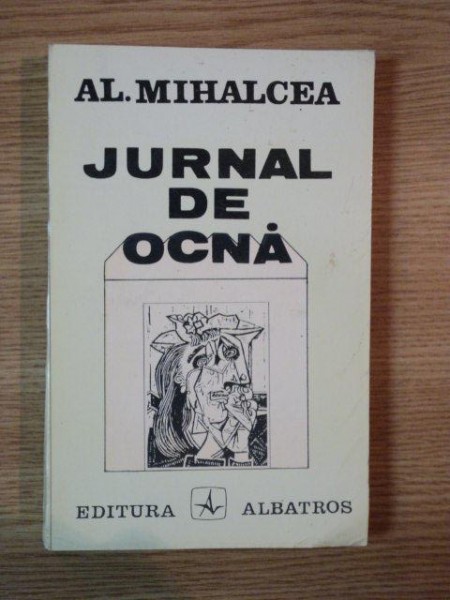 AL. MIHALCEA
JURNAL
DE
OCNĂ
EDITURA ALBATROS